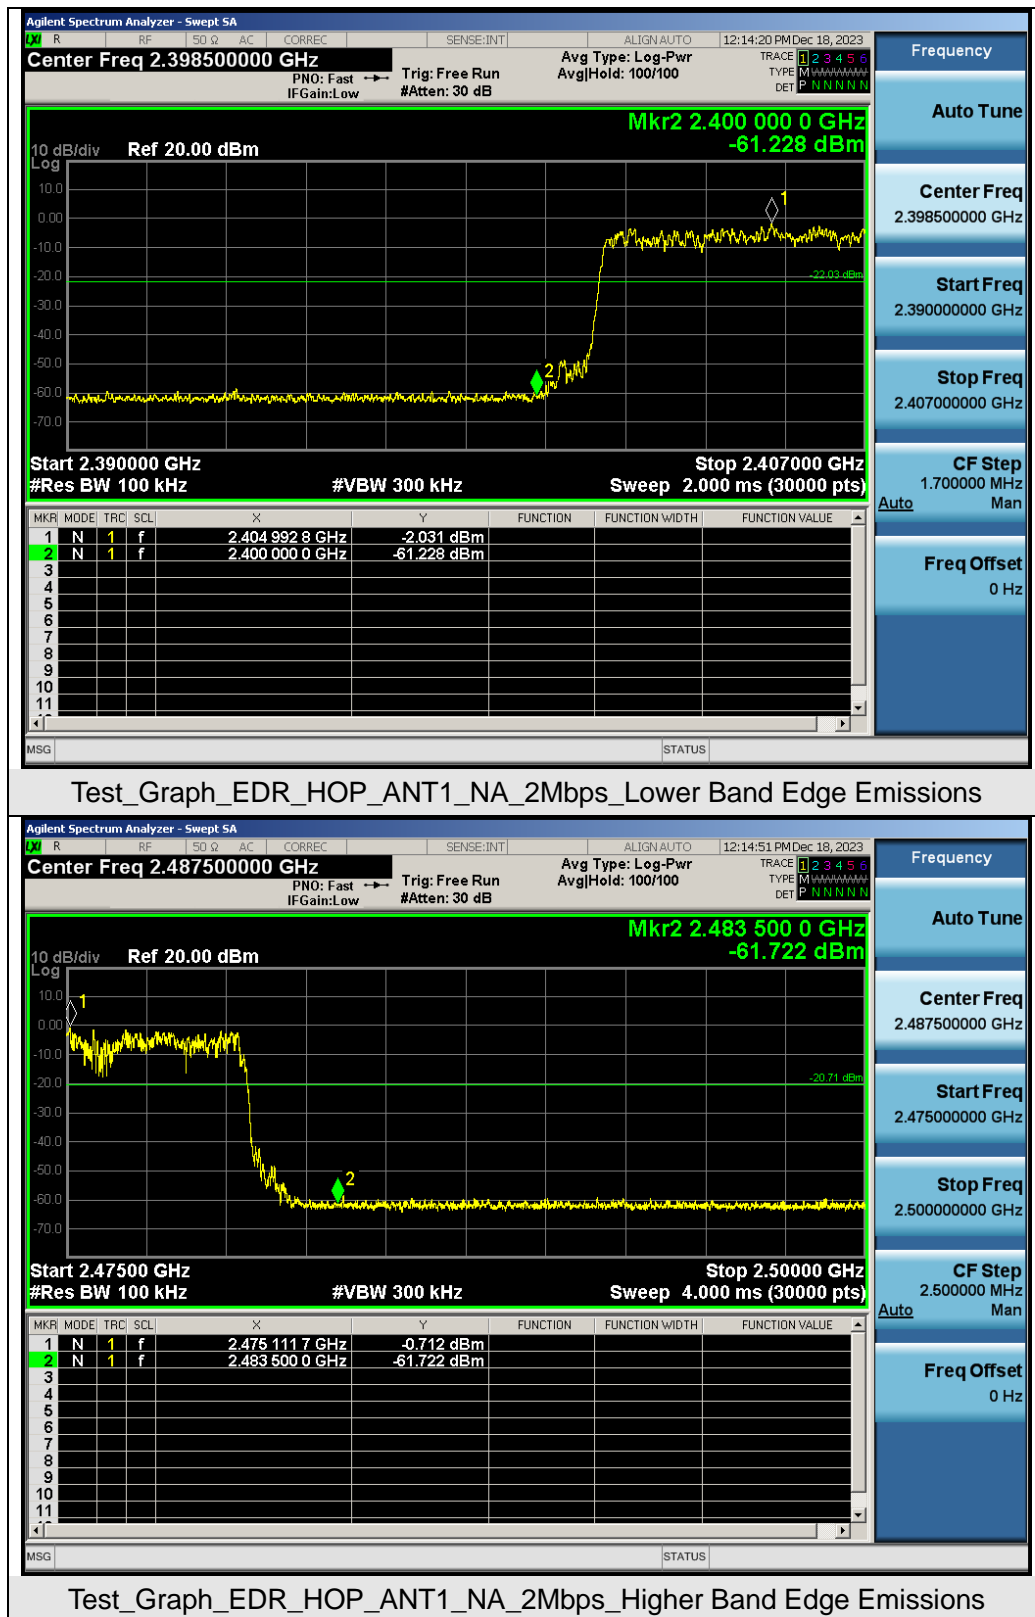 Agilent Spectrum Analyzer - Swept SA
LXI R RF 50 Ω AC CORREC SENSE:INT ALIGN AUTO 12:14:20 PM Dec 18, 2023
Center Freq 2.398500000 GHz
Avg Type: Log-Pwr
TRACE 1 2 3 4 5 6
PNO: Fast
Trig: Free Run
Avg|Hold: 100/100
TYPE M WWWWW
IFGain:Low
#Atten: 30 dB
DET P N N N N N
Mkr2 2.400 000 0 GHz
-61.228 dBm
10 dB/div Ref 20.00 dBm
Log
10.0
0.00
-10.0
-20.0
-30.0
-40.0
-50.0
-60.0
-70.0
1
-22.03 dBm
2
Start 2.390000 GHz Stop 2.407000 GHz
#Res BW 100 kHz #VBW 300 kHz Sweep 2.000 ms (30000 pts)
MKR MODE TRC SCL X Y FUNCTION FUNCTION WIDTH FUNCTION VALUE
1 N 1 f 2.404 992 8 GHz -2.031 dBm
2 N 1 f 2.400 000 0 GHz -61.228 dBm
3
4
5
6
7
8
9
10
11
MSG STATUS
Frequency
Auto Tune
Center Freq
2.398500000 GHz
Start Freq
2.390000000 GHz
Stop Freq
2.407000000 GHz
CF Step
1.700000 MHz
Auto Man
Freq Offset
0 Hz
Test_Graph_EDR_HOP_ANT1_NA_2Mbps_Lower Band Edge Emissions
Agilent Spectrum Analyzer - Swept SA
LXI R RF 50 Ω AC CORREC SENSE:INT ALIGN AUTO 12:14:51 PM Dec 18, 2023
Center Freq 2.487500000 GHz
Avg Type: Log-Pwr
TRACE 1 2 3 4 5 6
PNO: Fast
Trig: Free Run
Avg|Hold: 100/100
TYPE M WWWWW
IFGain:Low
#Atten: 30 dB
DET P N N N N N
Mkr2 2.483 500 0 GHz
-61.722 dBm
10 dB/div Ref 20.00 dBm
Log
10.0
0.00
-10.0
-20.0
-30.0
-40.0
-50.0
-60.0
-70.0
1
-20.71 dBm
2
Start 2.47500 GHz Stop 2.50000 GHz
#Res BW 100 kHz #VBW 300 kHz Sweep 4.000 ms (30000 pts)
MKR MODE TRC SCL X Y FUNCTION FUNCTION WIDTH FUNCTION VALUE
1 N 1 f 2.475 111 7 GHz -0.712 dBm
2 N 1 f 2.483 500 0 GHz -61.722 dBm
3
4
5
6
7
8
9
10
11
MSG STATUS
Frequency
Auto Tune
Center Freq
2.487500000 GHz
Start Freq
2.475000000 GHz
Stop Freq
2.500000000 GHz
CF Step
2.500000 MHz
Auto Man
Freq Offset
0 Hz
Test_Graph_EDR_HOP_ANT1_NA_2Mbps_Higher Band Edge Emissions